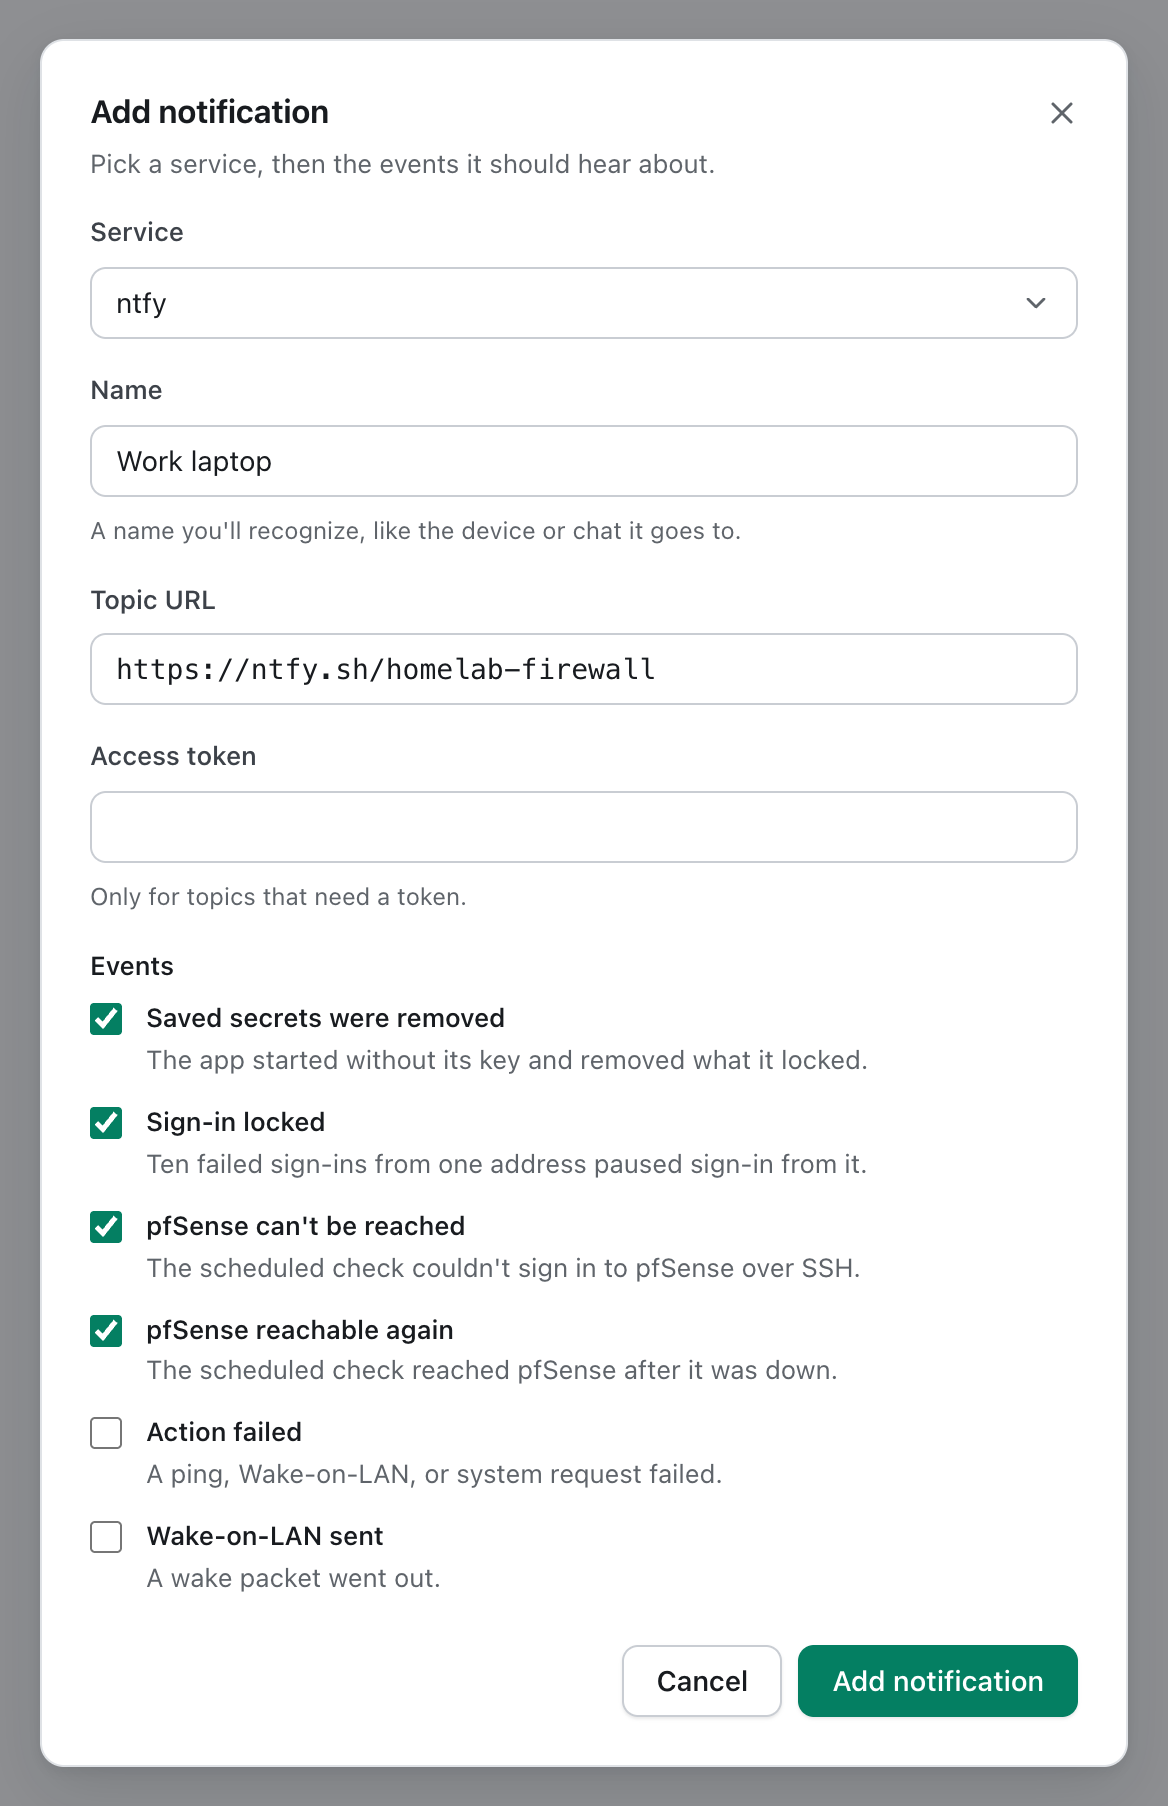 Add notification
Pick a service, then the events it should hear about.
Service
ntfy
Name
Work laptop
A name you'll recognize, like the device or chat it goes to.
Topic URL
https://ntfy.sh/homelab-firewall
Access token
Only for topics that need a token.
Events
Saved secrets were removed
The app started without its key and removed what it locked.
Sign-in locked
Ten failed sign-ins from one address paused sign-in from it.
pfSense can't be reached
The scheduled check couldn't sign in to pfSense over SSH.
pfSense reachable again
The scheduled check reached pfSense after it was down.
Action failed
A ping, Wake-on-LAN, or system request failed.
Wake-on-LAN sent
A wake packet went out.
Cancel
Add notification